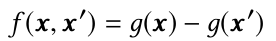 f(x, x′) = g(x) − g(x′)